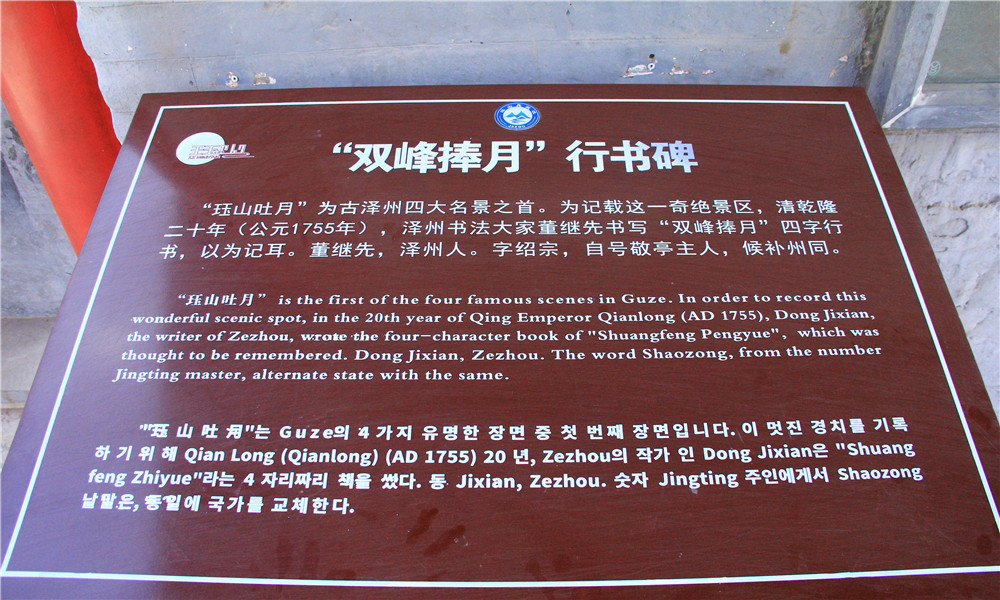 “双峰捧月”行书碑
“珏山吐月”为古泽州四大名景之首。为记载这一奇绝景区，清乾隆
二十年（公元1755年），泽州书法大家董继先书写“双峰捧月”四字行
书，以为记耳。董继先，泽州人。字绍宗，自号敬亭主人，候补州同。
“珏山吐月” is the first of the four famous scenes in Guze. In order to record this
wonderful scenic spot, in the 20th year of Qing Emperor Qianlong (AD 1755), Dong Jixian,
the writer of Zezhou, wrote the four-character book of "Shuangfeng Pengyue", which was
thought to be remembered. Dong Jixian, Zezhou. The word Shaozong, from the number
Jingting master, alternate state with the same.
"珏山吐月"는 Guze의 4 가지 유명한 장면 중 첫 번째 장면입니다. 이 멋진 경치를 기록
하기 위해 Qian Long (Qianlong) (AD 1755) 20 년, Zezhou의 작가 인 Dong Jixian은 "Shuang
feng Zhiyue"라는 4 자리짜리 책을 썼다. 동 Jixian, Zezhou. 숫자 Jingting 주인에게서 Shaozong
낱말은, 동일에 국가를 교체한다.